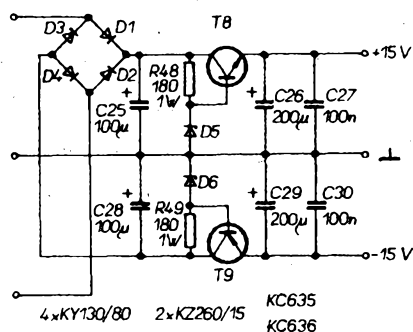 T8
D3
D1
+15 V
D4
D2
R48
180
1W
C25
100µ
+
C26
200µ
+
C27
100n
D5
D6
C28
100µ
+
R49
180
1W
C29
200µ
+
C30
100n
-15 V
T9
4×KY130/80 2×KZ260/15 KC635
KC636